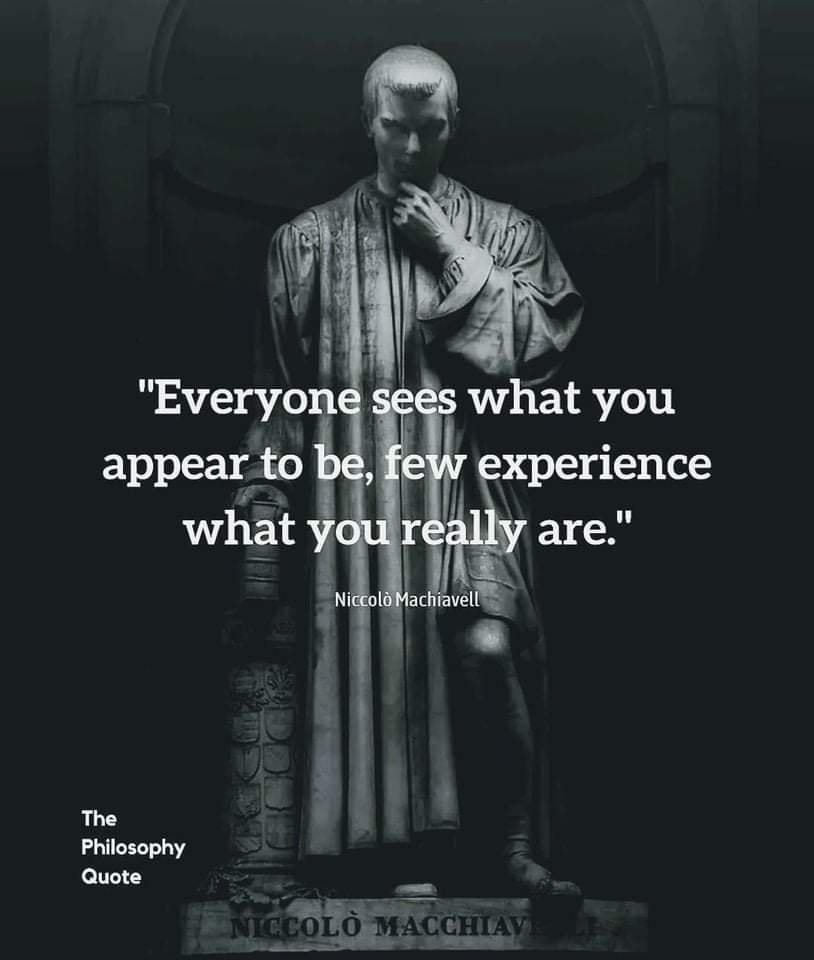 "Everyone sees what you
appear to be, few experience
what you really are."
Niccolò Machiavell
The
Philosophy
Quote
NICCOLÒ